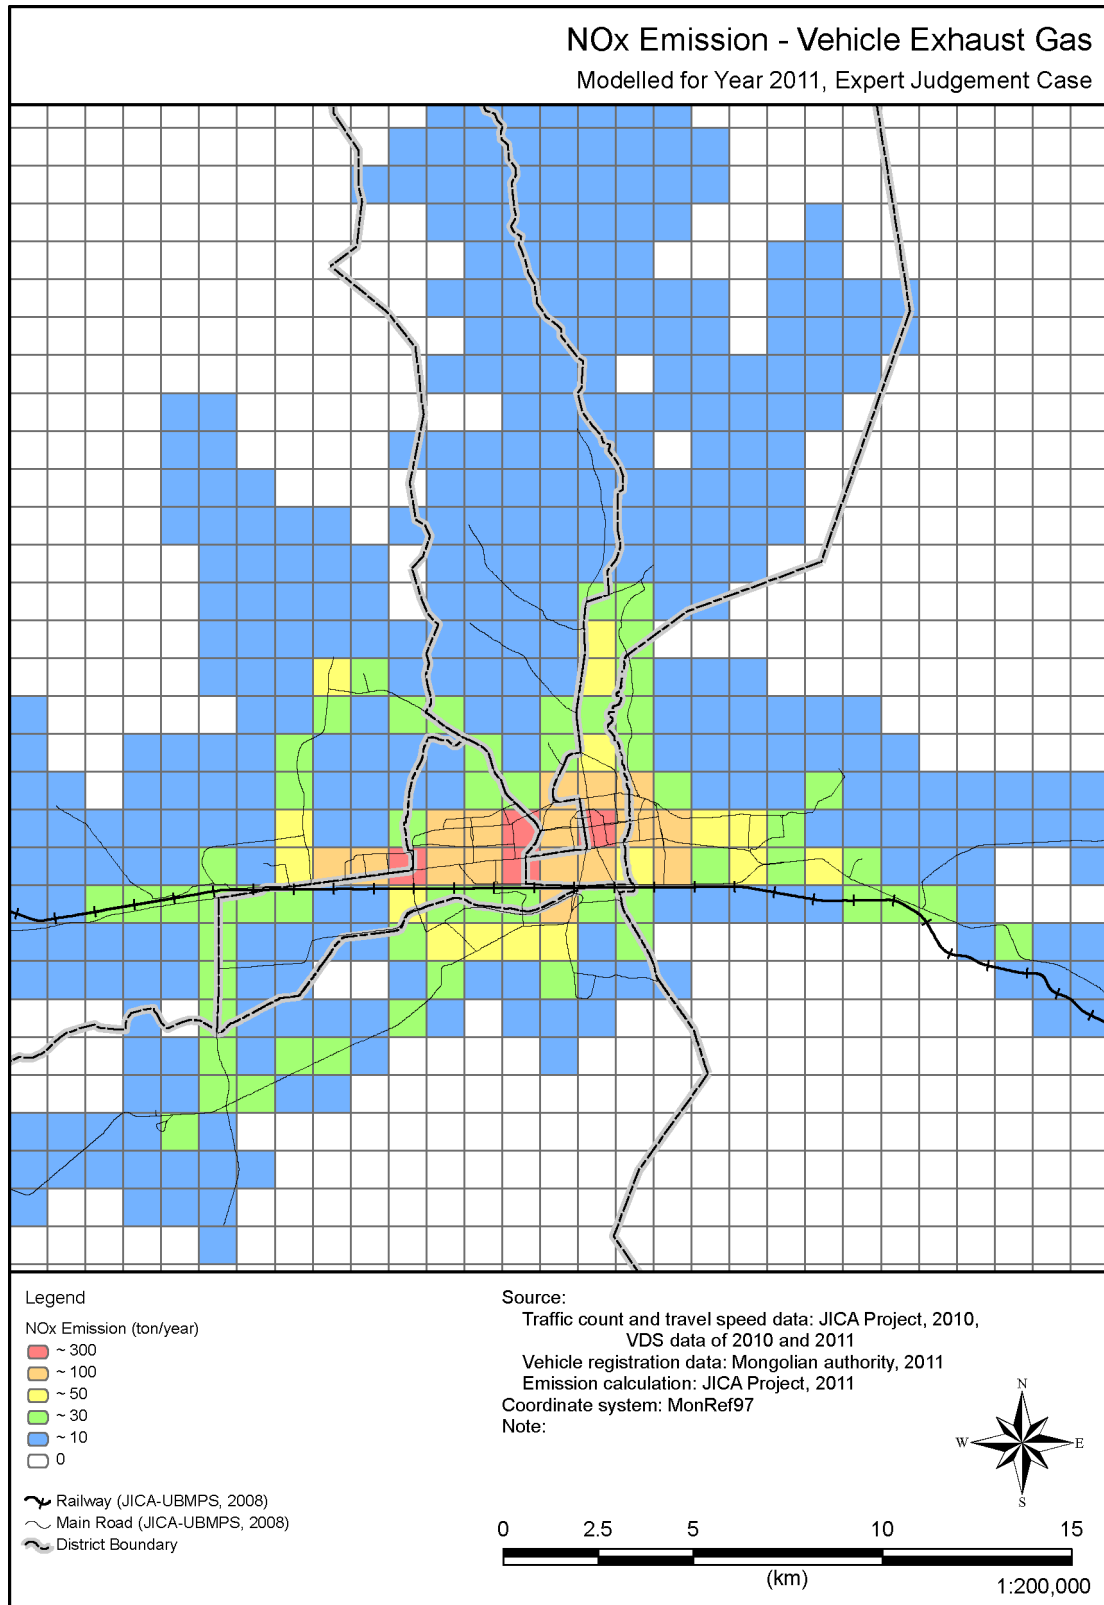 NOx Emission - Vehicle Exhaust Gas
Modelled for Year 2011, Expert Judgement Case
Legend
NOx Emission (ton/year)
~ 300
~ 100
~ 50
~ 30
~ 10
0
Railway (JICA-UBMPS, 2008)
Main Road (JICA-UBMPS, 2008)
District Boundary
Source:
Traffic count and travel speed data: JICA Project, 2010,
VDS data of 2010 and 2011
Vehicle registration data: Mongolian authority, 2011
Emission calculation: JICA Project, 2011
Coordinate system: MonRef97
Note:
N
W E
S
0 2.5 5 10 15
(km)
1:200,000